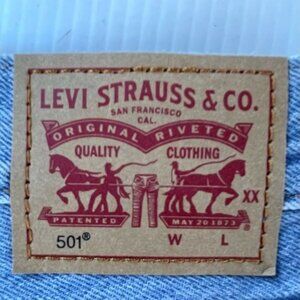 LEVI STRAUSS & CO.
SAN FRANCISCO
CAL.
ORIGINAL RIVETED
QUALITY CLOTHING
XX
PATENTED MAY 20 1873
®
501® W L